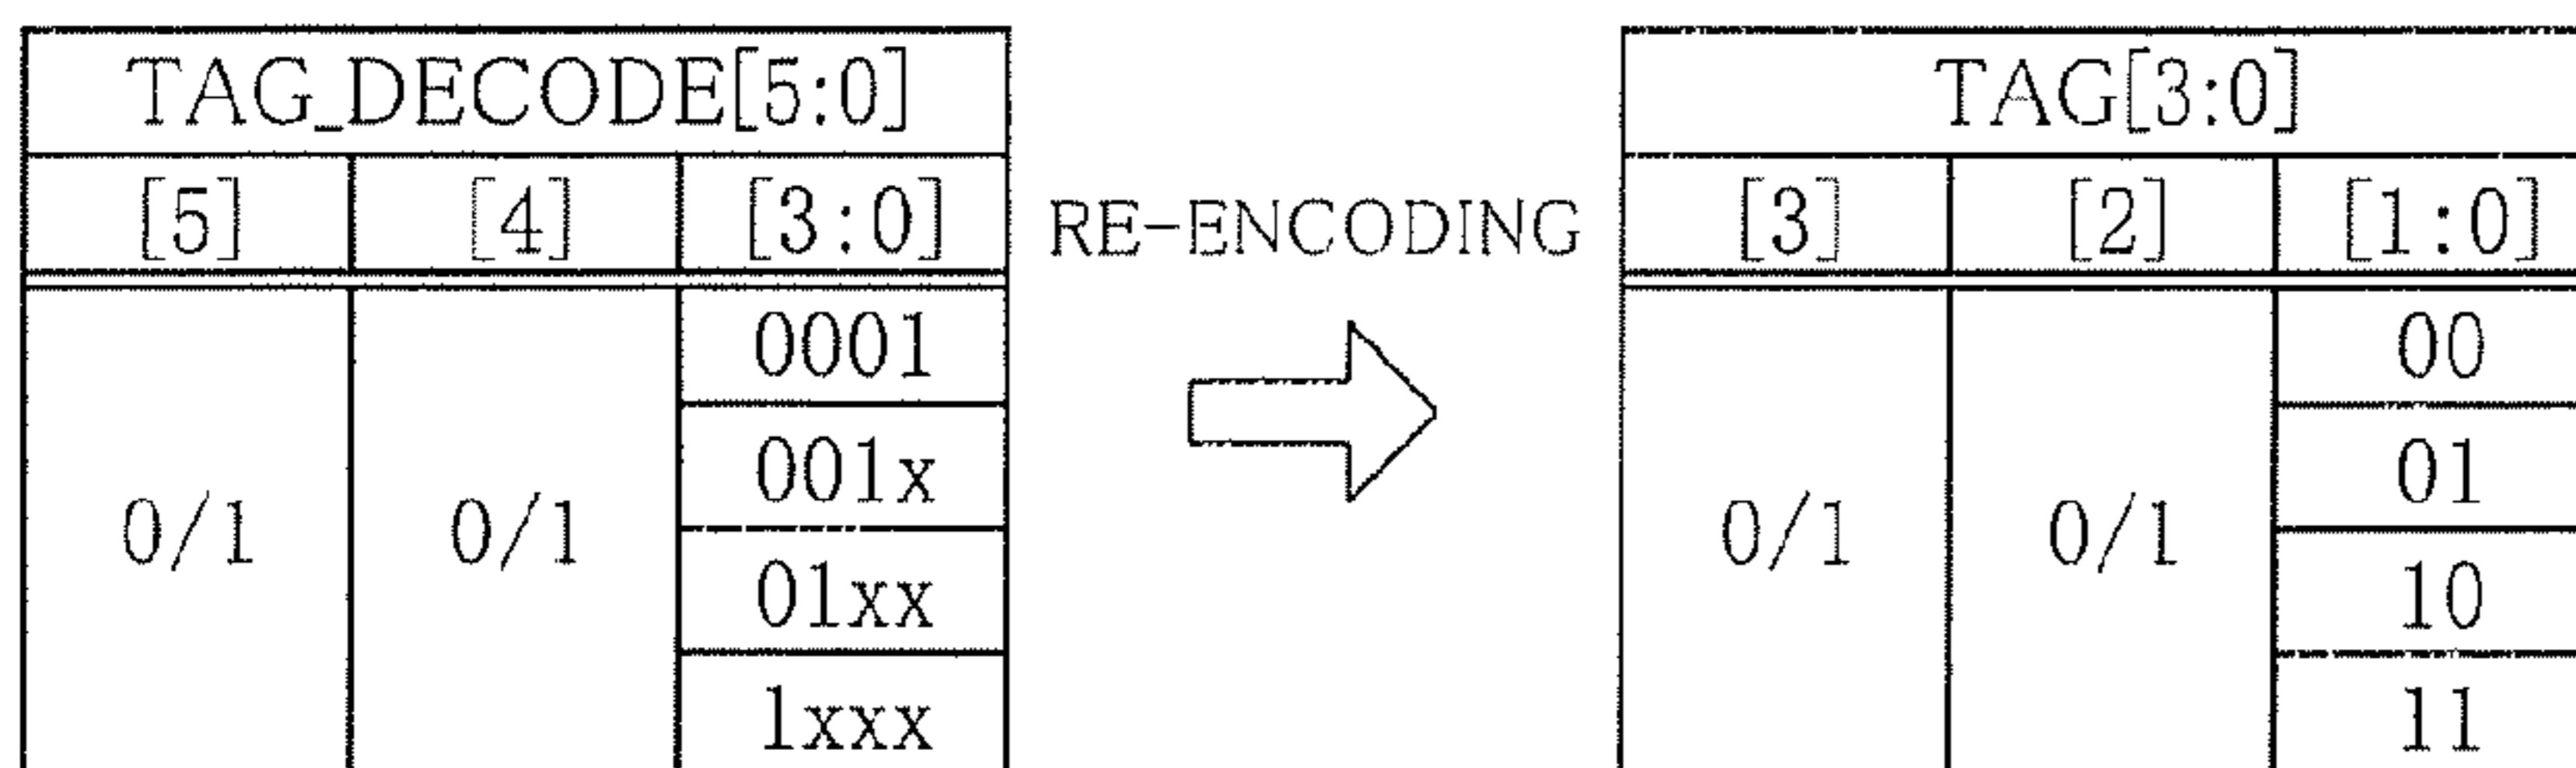 TAG_DECODE[5:0] TAG[3:0]
[5] [4] [3:0] RE-ENCODING [3] [2] [1:0]
0001 00
001x 01
0/1 0/1 0/1 0/1
01xx 10
1xxx 11